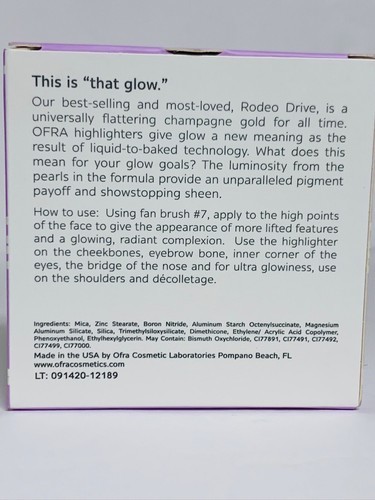 This is “that glow.”
Our best-selling and most-loved, Rodeo Drive, is a
universally flattering champagne gold for all time.
OFRA highlighters give glow a new meaning as the
result of liquid-to-baked technology. What does this
mean for your glow goals? The luminosity from the
pearls in the formula provide an unparalleled pigment
payoff and showstopping sheen.
How to use: Using fan brush #7, apply to the high points
of the face to give the appearance of more lifted features
and a glowing, radiant complexion. Use the highlighter
on the cheekbones, eyebrow bone, inner corner of the
eyes, the bridge of the nose and for ultra glowiness, use
on the shoulders and décolletage.
Ingredients: Mica, Zinc Stearate, Boron Nitride, Aluminum Starch Octenylsuccinate, Magnesium
Aluminum Silicate, Silica, Trimethylsiloxysilicate, Dimethicone, Ethylene/ Acrylic Acid Copolymer,
Phenoxyethanol, Ethylhexylglycerin. May Contain: Bismuth Oxychloride, CI77891, CI77491, CI77492,
CI77499, CI77000.
Made in the USA by Ofra Cosmetic Laboratories Pompano Beach, FL
www.ofracosmetics.com
LT: 091420-12189